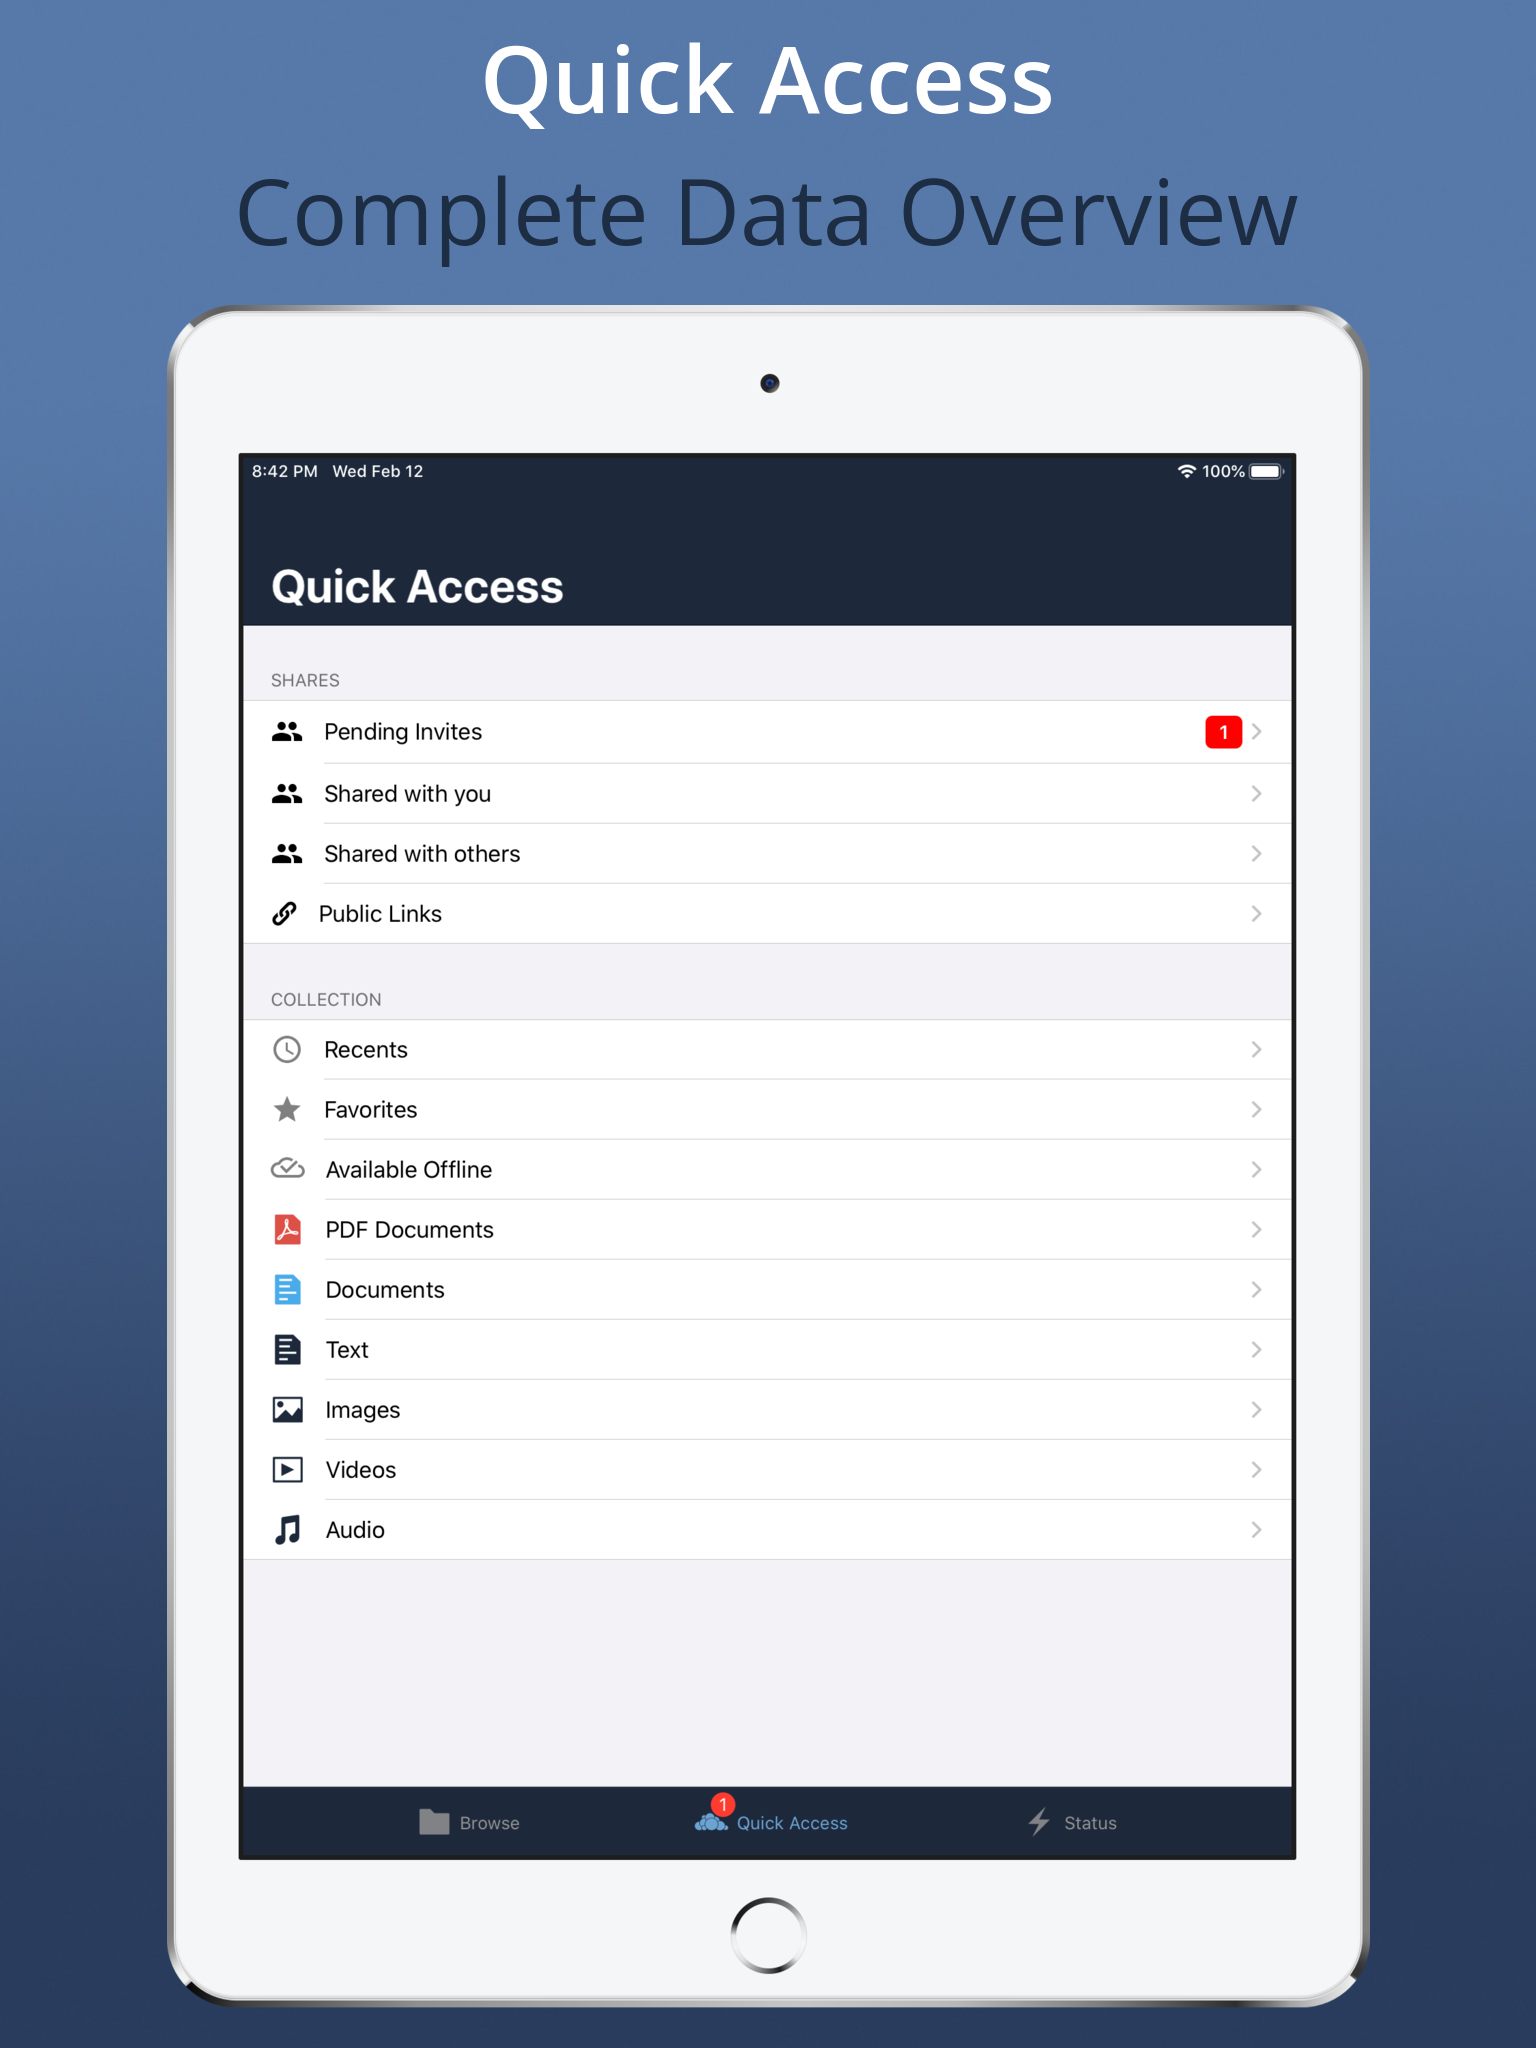 Quick Access
Complete Data Overview
8:42 PM Wed Feb 12 100%
Quick Access
SHARES
Pending Invites 1
Shared with you
Shared with others
Public Links
COLLECTION
Recents
Favorites
Available Offline
PDF Documents
Documents
Text
Images
Videos
Audio
1
Browse Quick Access Status